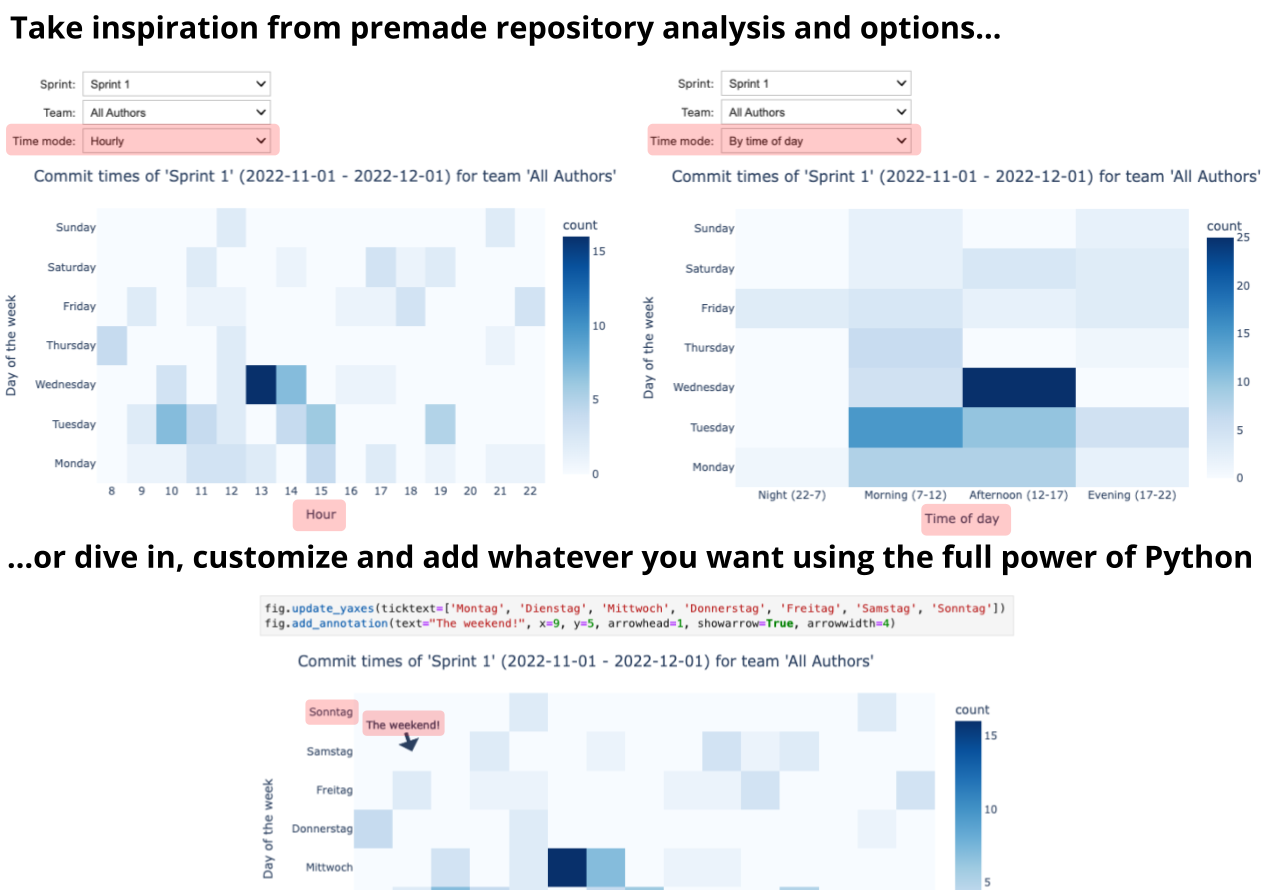 Take inspiration from premade repository analysis and options...
Sprint: Sprint 1
Team: All Authors
Time mode: Hourly
Commit times of 'Sprint 1' (2022-11-01 - 2022-12-01) for team 'All Authors'
Day of the week
Sunday
Saturday
Friday
Thursday
Wednesday
Tuesday
Monday
8 9 10 11 12 13 14 15 16 17 18 19 20 21 22
Hour
count
15
10
5
0
Sprint: Sprint 1
Team: All Authors
Time mode: By time of day
Commit times of 'Sprint 1' (2022-11-01 - 2022-12-01) for team 'All Authors'
Day of the week
Sunday
Saturday
Friday
Thursday
Wednesday
Tuesday
Monday
Night (22-7) Morning (7-12) Afternoon (12-17) Evening (17-22)
Time of day
count
25
20
15
10
5
0
...or dive in, customize and add whatever you want using the full power of Python
fig.update_yaxes(ticktext=['Montag', 'Dienstag', 'Mittwoch', 'Donnerstag', 'Freitag', 'Samstag', 'Sonntag'])
fig.add_annotation(text="The weekend!", x=9, y=5, arrowhead=1, showarrow=True, arrowwidth=4)
Commit times of 'Sprint 1' (2022-11-01 - 2022-12-01) for team 'All Authors'
Day of the week
Sonntag
The weekend!
Samstag
Freitag
Donnerstag
Mittwoch
count
15
10
5